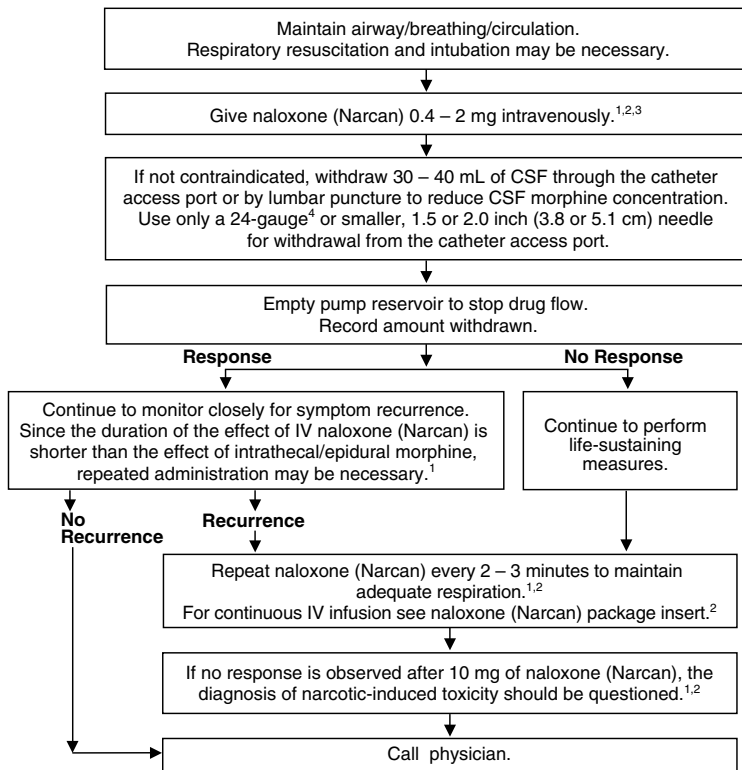 Maintain airway/breathing/circulation.
Respiratory resuscitation and intubation may be necessary.
Give naloxone (Narcan) 0.4 – 2 mg intravenously.1,2,3
If not contraindicated, withdraw 30 – 40 mL of CSF through the catheter
access port or by lumbar puncture to reduce CSF morphine concentration.
Use only a 24-gauge4 or smaller, 1.5 or 2.0 inch (3.8 or 5.1 cm) needle
for withdrawal from the catheter access port.
Empty pump reservoir to stop drug flow.
Record amount withdrawn.
Response
No Response
Continue to monitor closely for symptom recurrence.
Since the duration of the effect of IV naloxone (Narcan) is
shorter than the effect of intrathecal/epidural morphine,
repeated administration may be necessary.1
Continue to perform
life-sustaining
measures.
No
Recurrence
Recurrence
Repeat naloxone (Narcan) every 2 – 3 minutes to maintain
adequate respiration.1,2
For continuous IV infusion see naloxone (Narcan) package insert.2
If no response is observed after 10 mg of naloxone (Narcan), the
diagnosis of narcotic-induced toxicity should be questioned.1,2
Call physician.